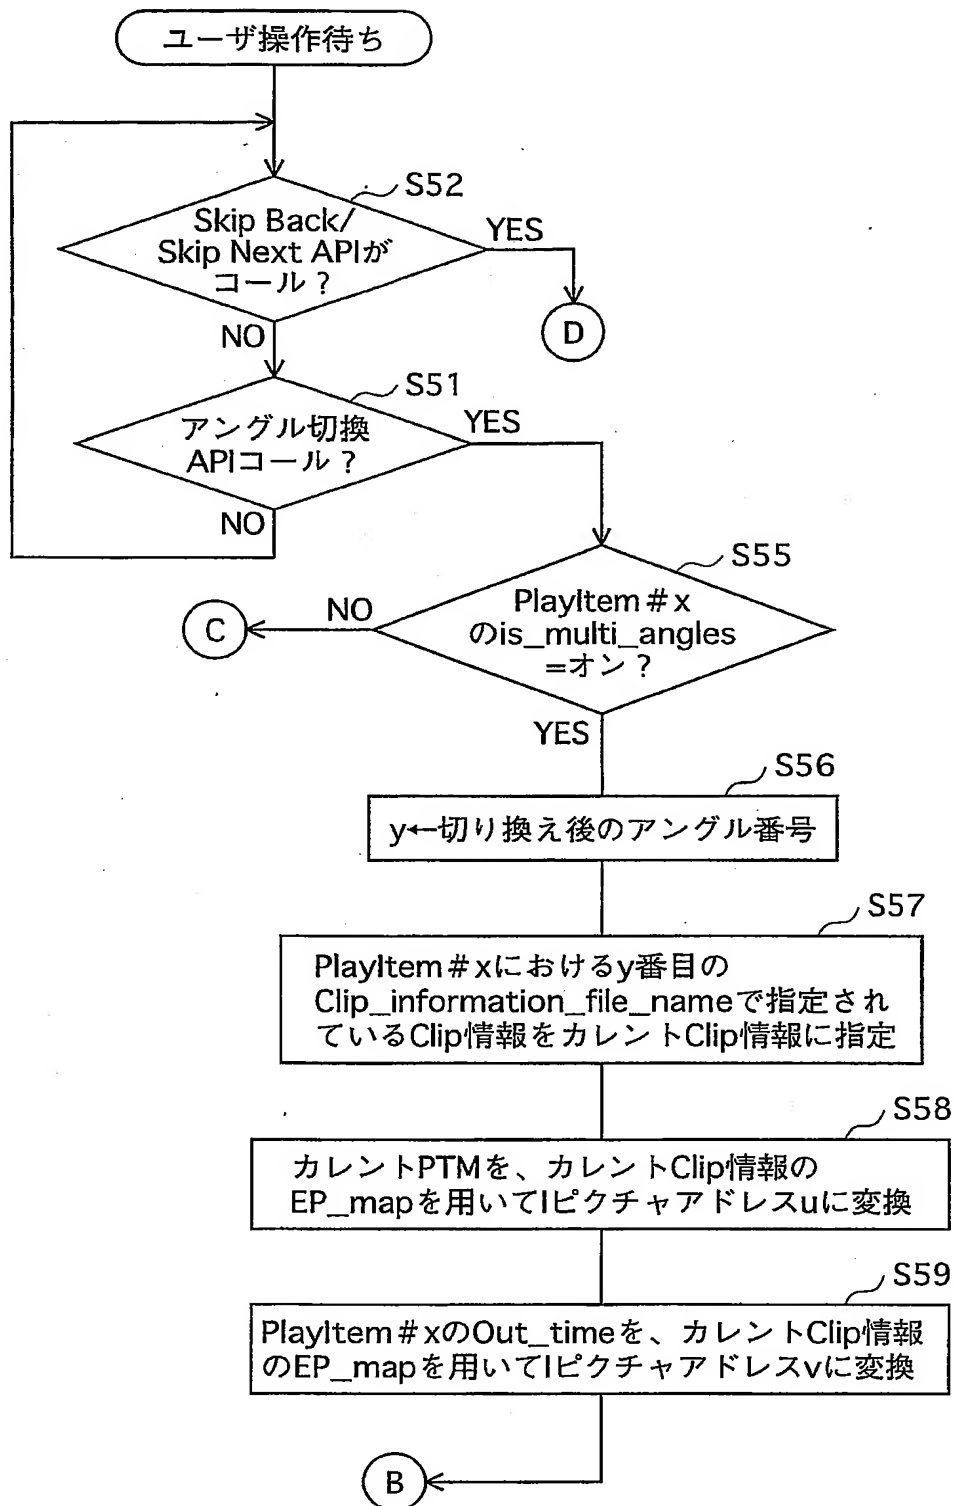 ユーザ操作待ち
S52
Skip Back/
Skip Next APIが
コール？
YES
D
NO
S51
アングル切換
APIコール？
YES
NO
S55
PlayItem＃x
のis_multi_angles
=オン？
NO
C
YES
S56
y←切り換え後のアングル番号
S57
PlayItem＃xにおけるy番目の
Clip_information_file_nameで指定され
ているClip情報をカレントClip情報に指定
S58
カレントPTMを、カレントClip情報の
EP_mapを用いてIピクチャアドレスuに変換
S59
PlayItem＃xのOut_timeを、カレントClip情報
のEP_mapを用いてIピクチャアドレスvに変換
B